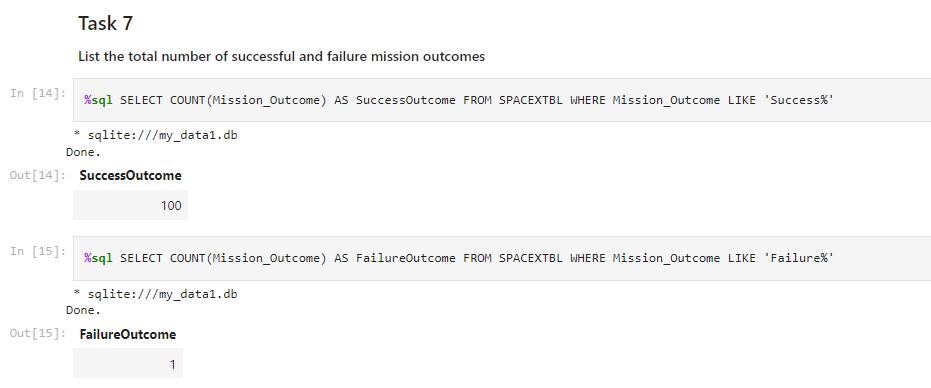 Task 7
List the total number of successful and failure mission outcomes
In [14]: %sql SELECT COUNT(Mission_Outcome) AS SuccessOutcome FROM SPACEXTBL WHERE Mission_Outcome LIKE 'Success%'
* sqlite:///my_data1.db
Done.
Out[14]: SuccessOutcome
100
In [15]: %sql SELECT COUNT(Mission_Outcome) AS FailureOutcome FROM SPACEXTBL WHERE Mission_Outcome LIKE 'Failure%'
* sqlite:///my_data1.db
Done.
Out[15]: FailureOutcome
1